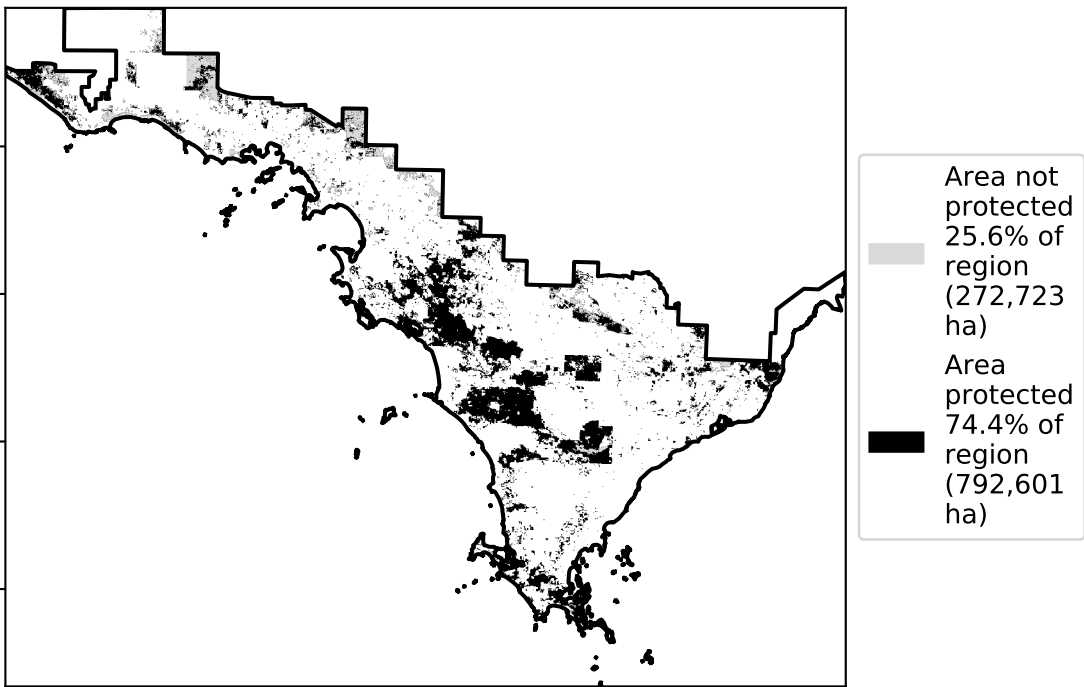 Area not
protected
25.6% of
region
(272,723
ha)
Area
protected
74.4% of
region
(792,601
ha)